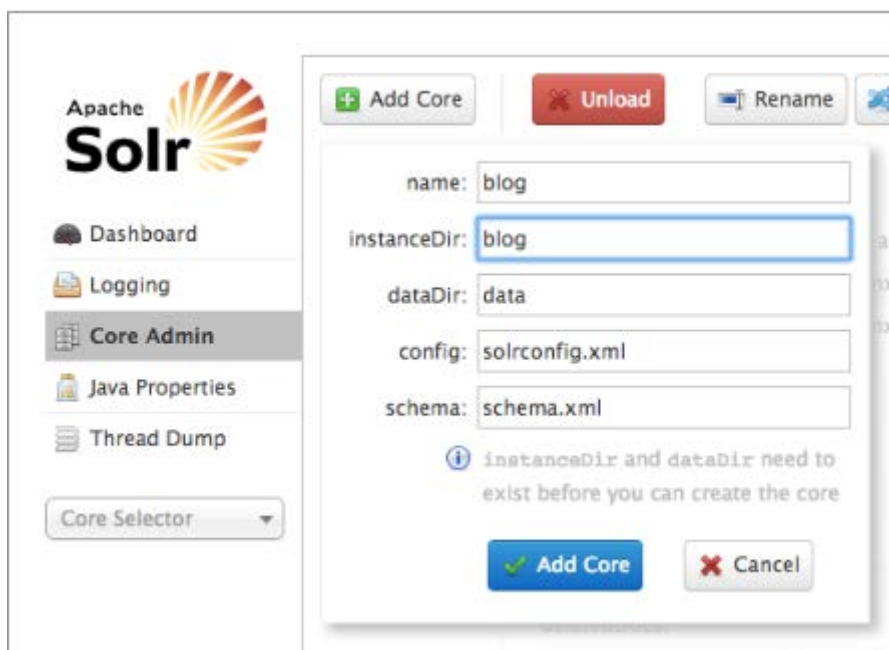 Apache
Solr
Dashboard
Logging
Core Admin
Java Properties
Thread Dump
Core Selector
Add Core
Unload
Rename
name: blog
instanceDir: blog
dataDir: data
config: solrconfig.xml
schema: schema.xml
instanceDir and dataDir need to
exist before you can create the core
Add Core
Cancel